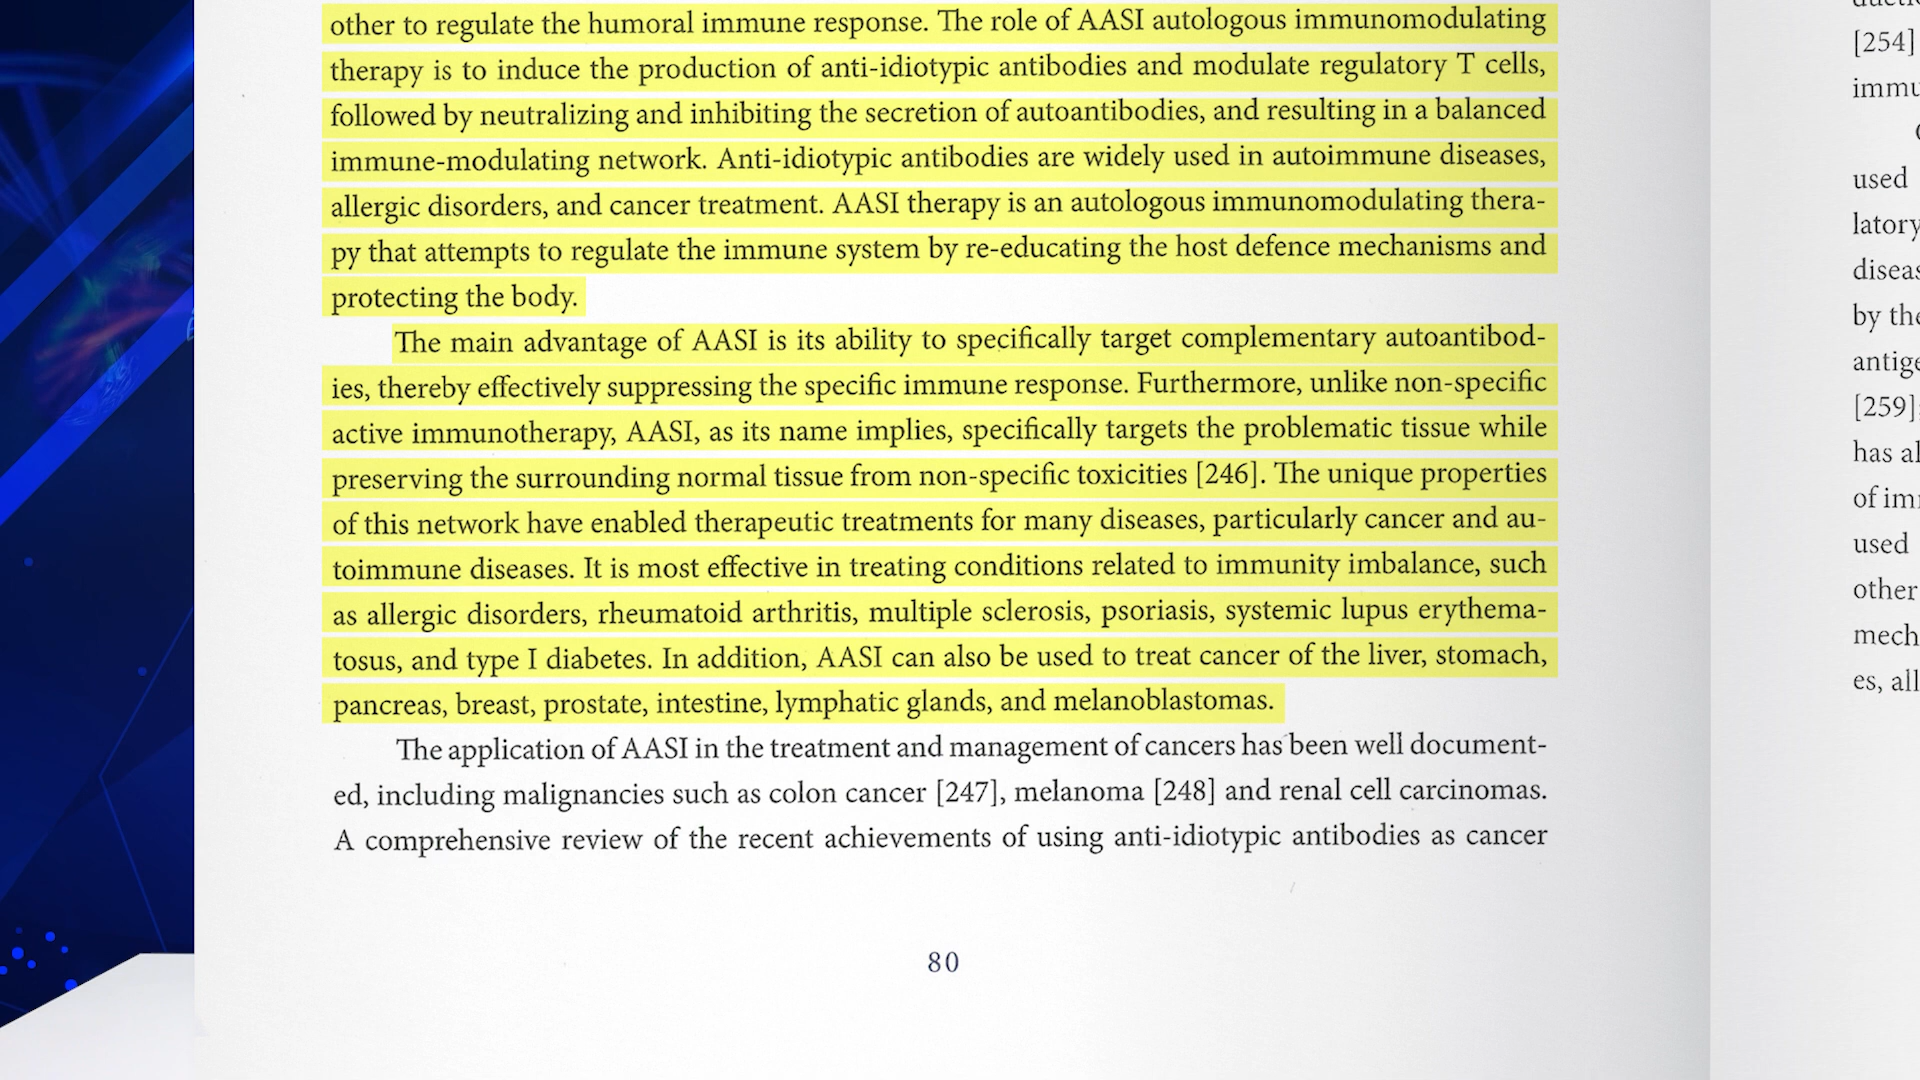 other to regulate the humoral immune response. The role of AASI autologous immunomodulating
therapy is to induce the production of anti-idiotypic antibodies and modulate regulatory T cells,
followed by neutralizing and inhibiting the secretion of autoantibodies, and resulting in a balanced
immune-modulating network. Anti-idiotypic antibodies are widely used in autoimmune diseases,
allergic disorders, and cancer treatment. AASI therapy is an autologous immunomodulating thera-
py that attempts to regulate the immune system by re-educating the host defence mechanisms and
protecting the body.
The main advantage of AASI is its ability to specifically target complementary autoantibod-
ies, thereby effectively suppressing the specific immune response. Furthermore, unlike non-specific
active immunotherapy, AASI, as its name implies, specifically targets the problematic tissue while
preserving the surrounding normal tissue from non-specific toxicities [246]. The unique properties
of this network have enabled therapeutic treatments for many diseases, particularly cancer and au-
toimmune diseases. It is most effective in treating conditions related to immunity imbalance, such
as allergic disorders, rheumatoid arthritis, multiple sclerosis, psoriasis, systemic lupus erythema-
tosus, and type I diabetes. In addition, AASI can also be used to treat cancer of the liver, stomach,
pancreas, breast, prostate, intestine, lymphatic glands, and melanoblastomas.
The application of AASI in the treatment and management of cancers has been well document-
ed, including malignancies such as colon cancer [247], melanoma [248] and renal cell carcinomas.
A comprehensive review of the recent achievements of using anti-idiotypic antibodies as cancer
80
[254]
immu
used
latory
diseas
by the
antige
[259]
has al
of im
used
other
mech
es, all